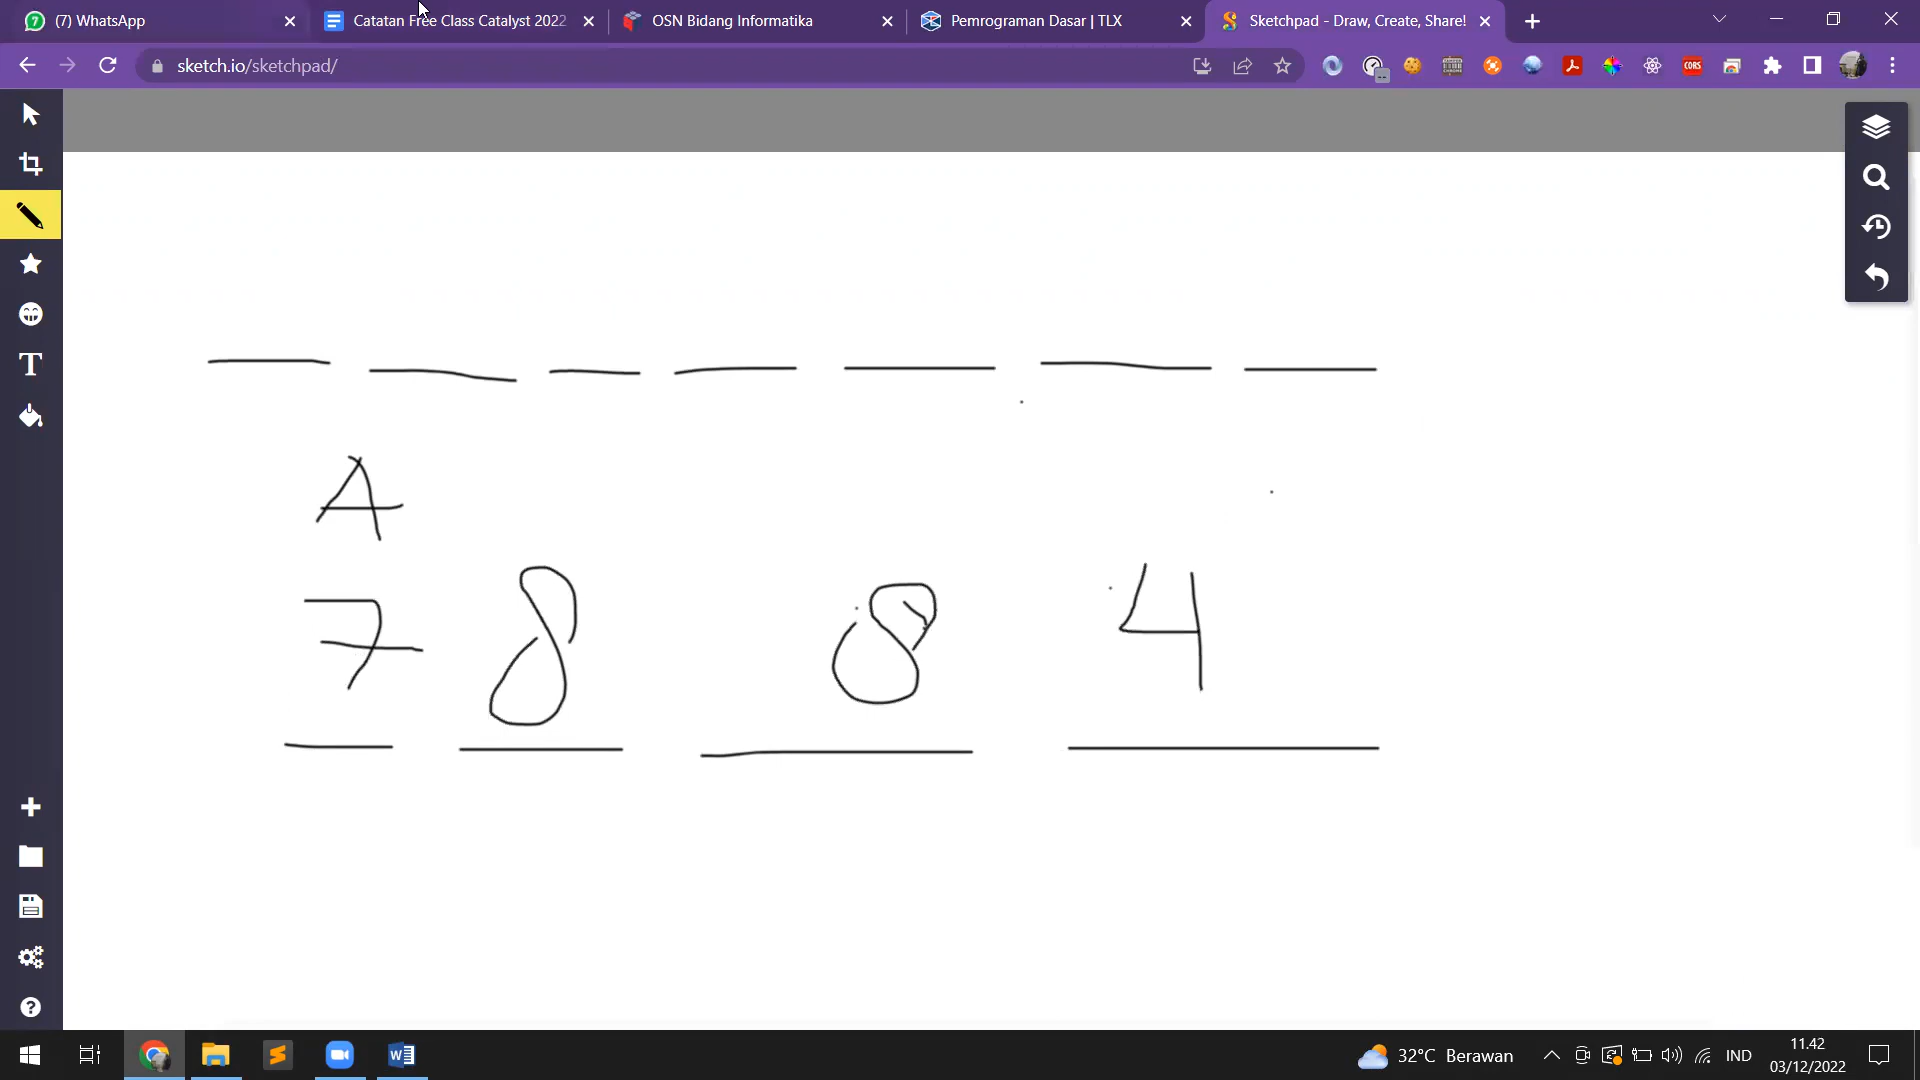 (7) WhatsApp
Catatan Free Class Catalyst 2022
OSN Bidang Informatika
Pemrograman Dasar | TLX
Sketchpad - Draw, Create, Share!
sketch.io/sketchpad/
CORS
A
7 8 8 4
T
32°C Berawan
IND
11.42
03/12/2022